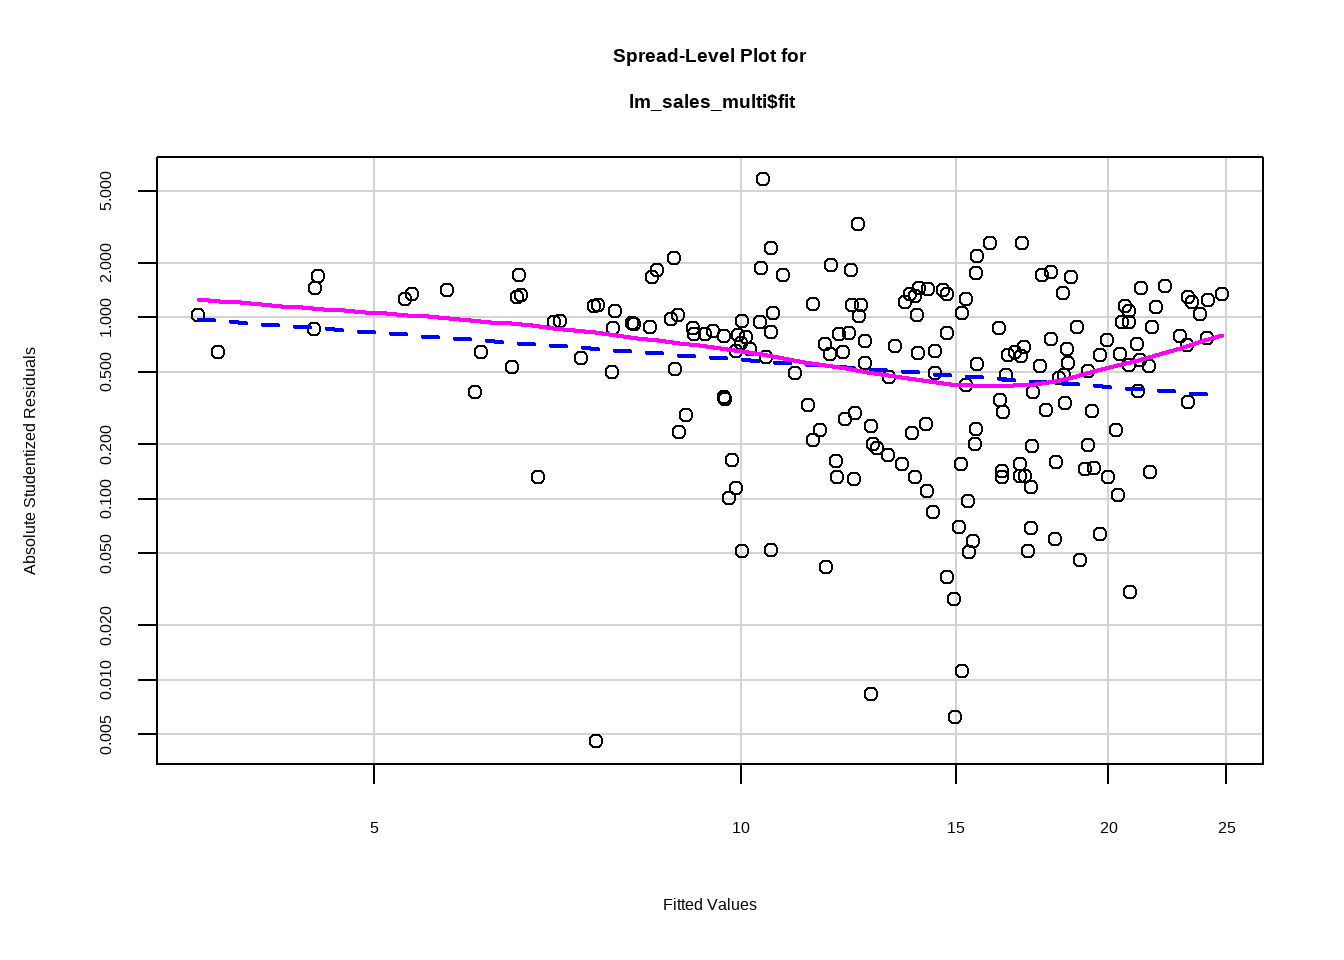 Spread-Level Plot for
lm_sales_multi$fit
Absolute Studentized Residuals
5.000
2.000
1.000
0.500
0.200
0.100
0.050
0.020
0.010
0.005
5 10 15 20 25
Fitted Values